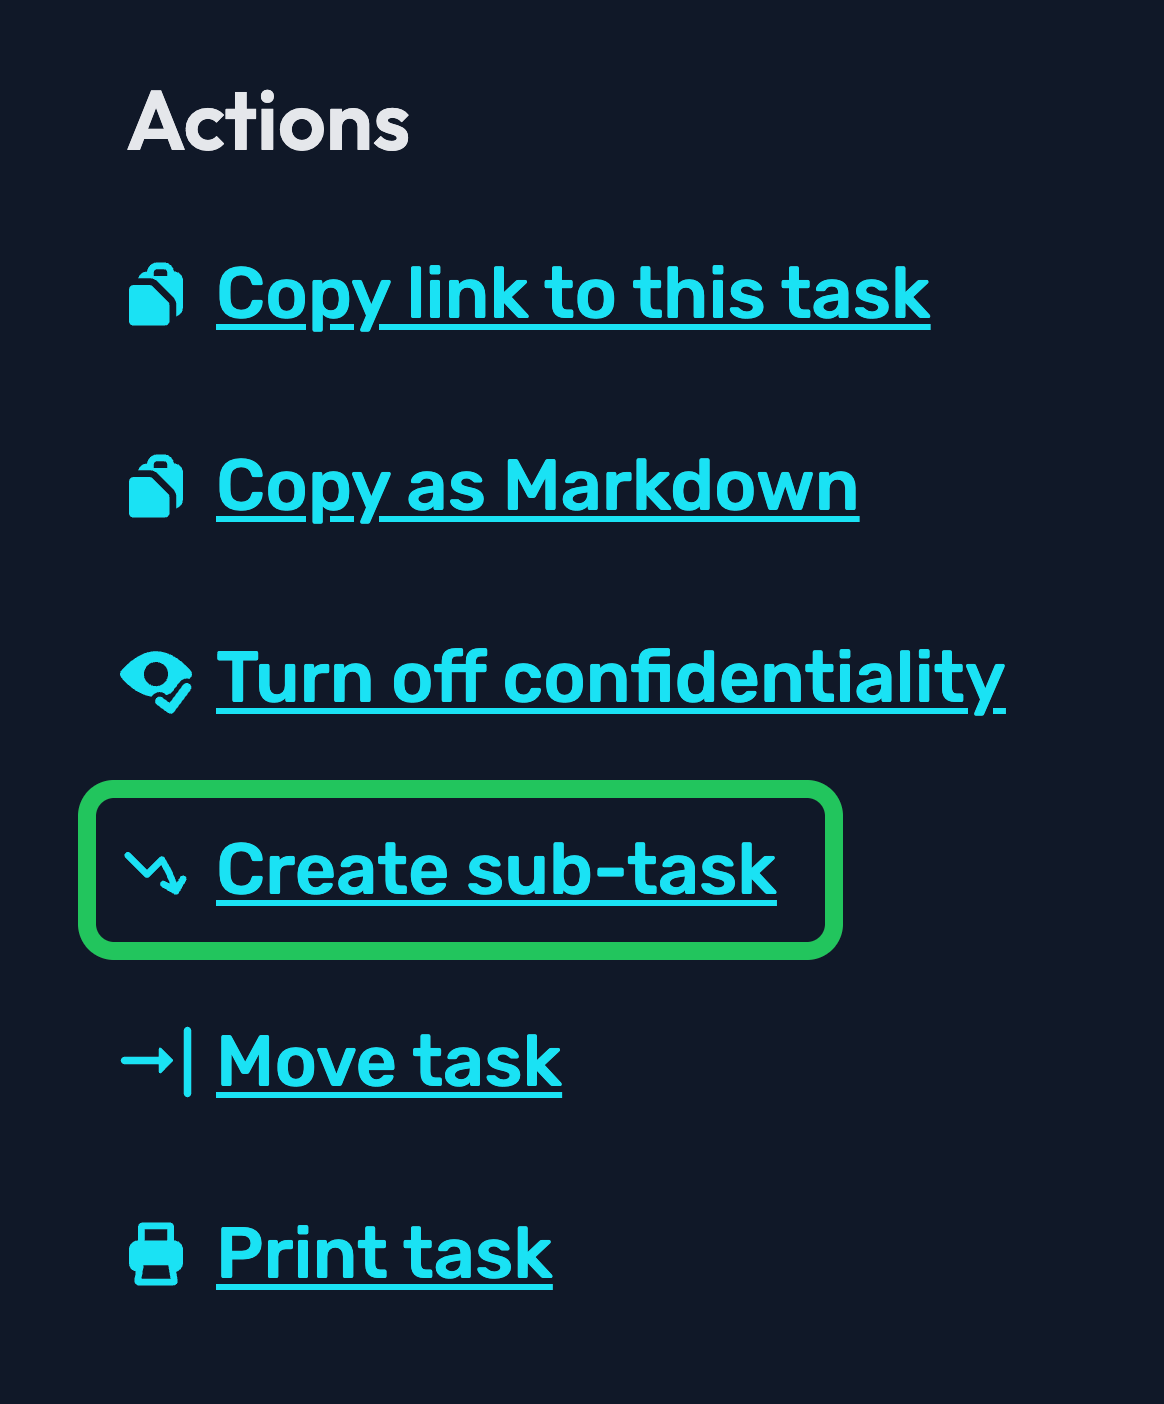 Actions
Copy link to this task
Copy as Markdown
Turn off confidentiality
Create sub-task
Move task
Print task